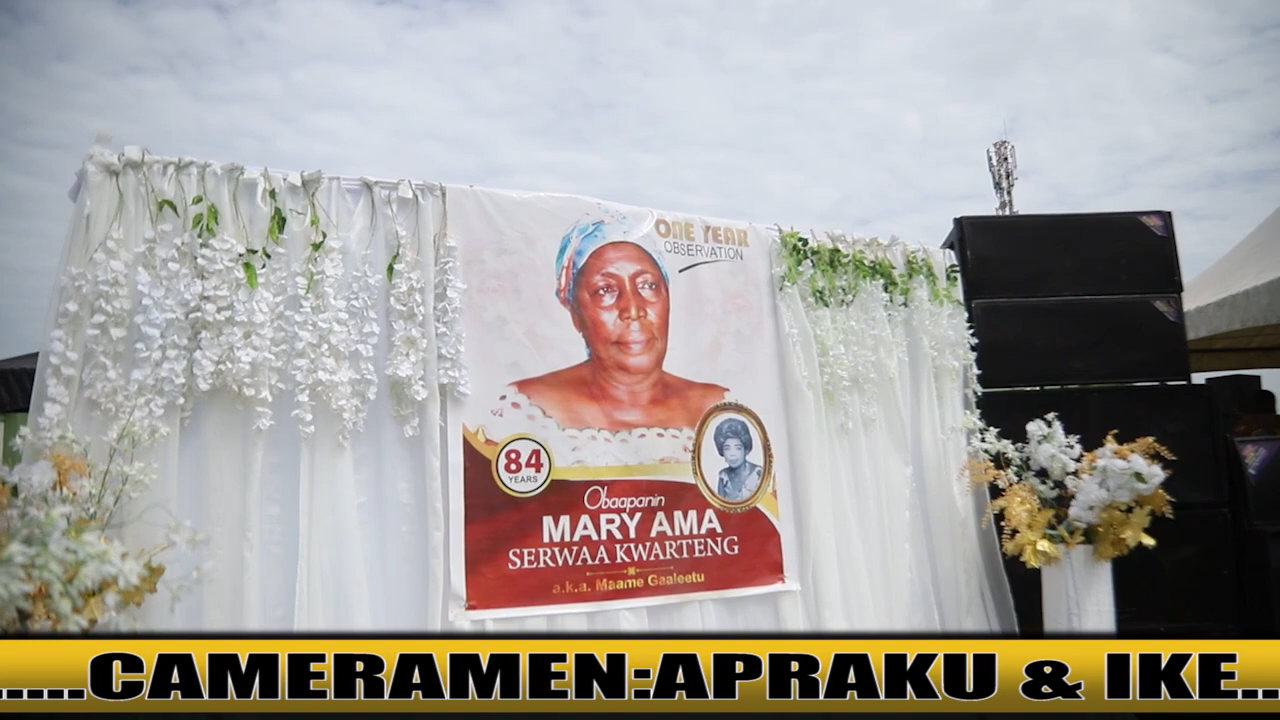 ONE YEAR
OBSERVATION
84
YEARS
Obaapanin
MARY AMA
SERWAA KWARTENG
a.k.a. Maame Gaaleetu
.....CAMERAMEN:APRAKU & IKE..